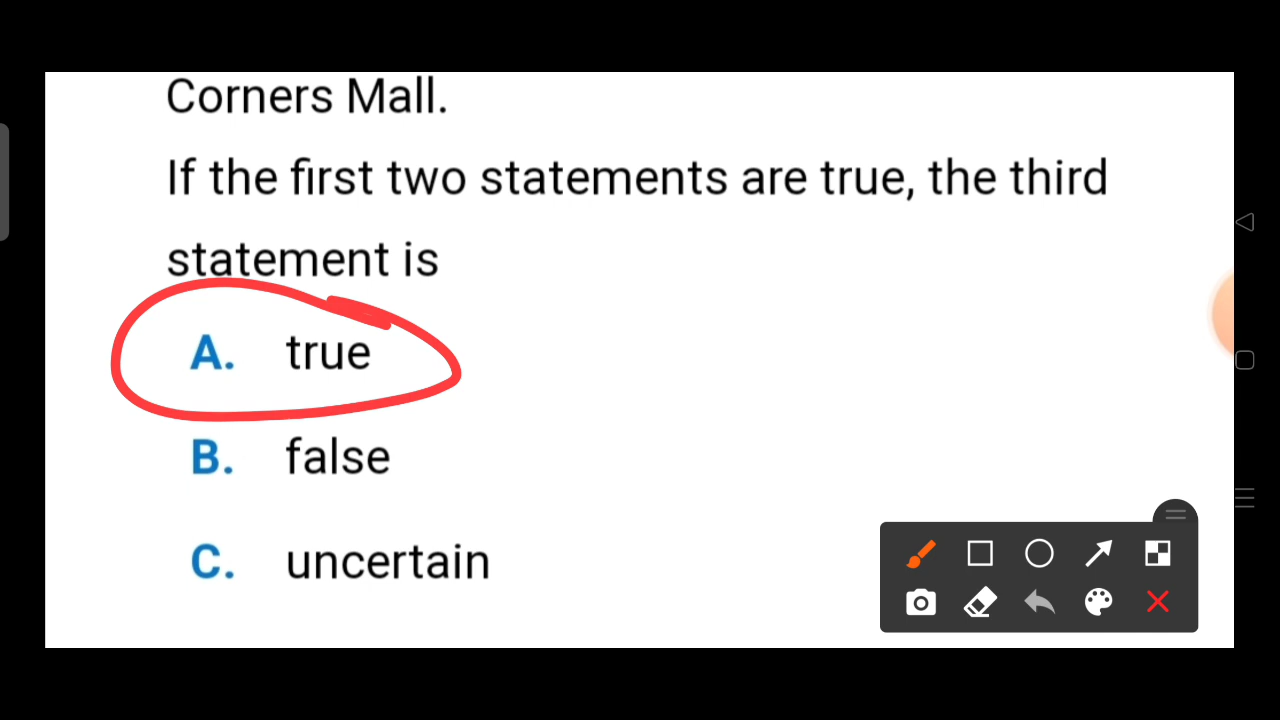 Corners Mall.
If the first two statements are true, the third
statement is
A. true
B. false
C. uncertain